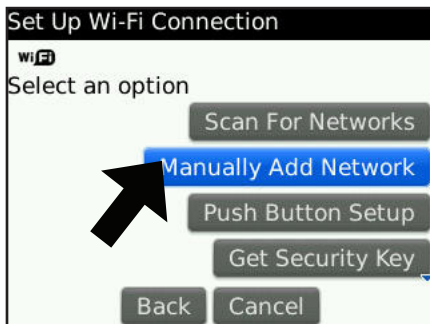 Set Up Wi-Fi Connection
Wi Fi
Select an option
Scan For Networks
Manually Add Network
Push Button Setup
Get Security Key
Back Cancel